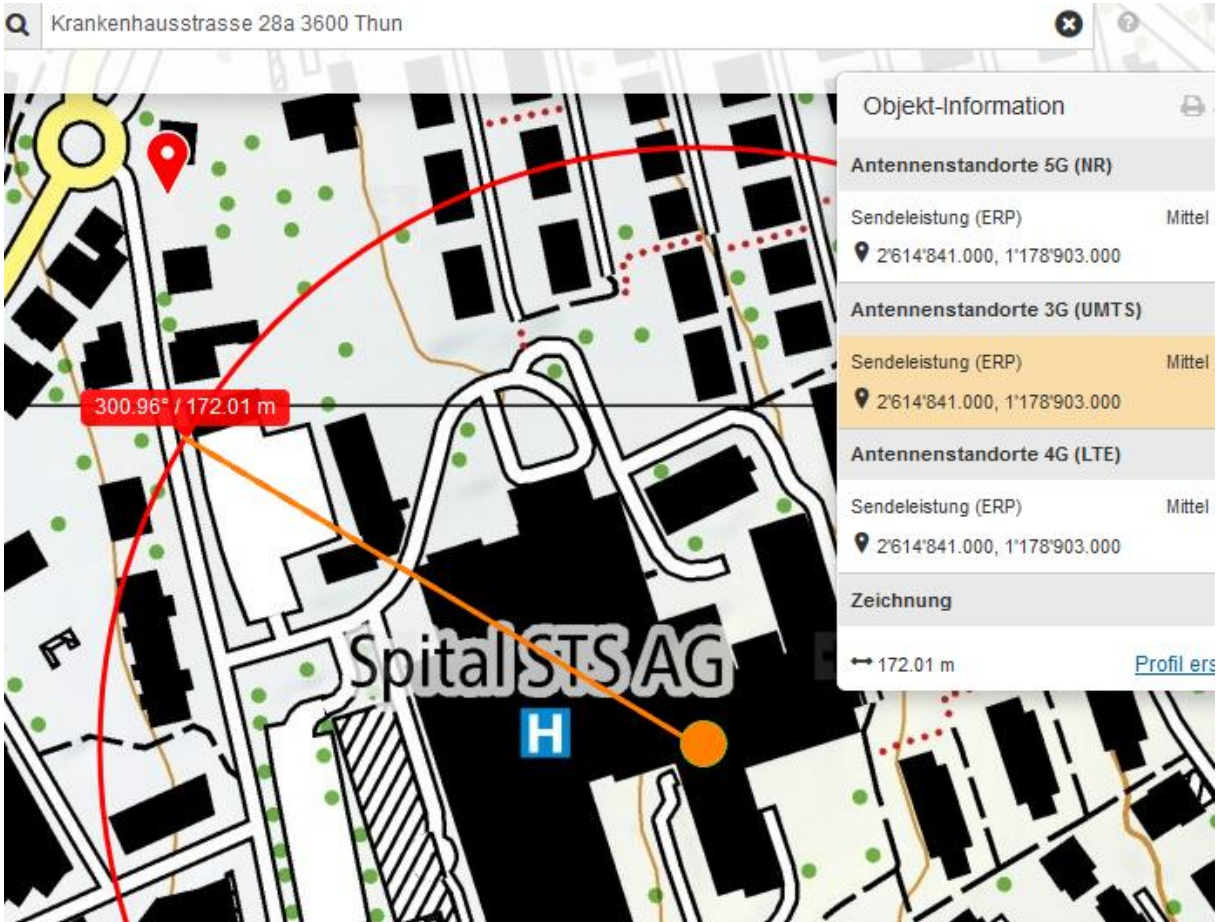 Krankenhausstrasse 28a 3600 Thun
Objekt-Information
Antennenstandorte 5G (NR)
Sendeleistung (ERP) Mittel
2'614'841.000, 1'178'903.000
Antennenstandorte 3G (UMTS)
Sendeleistung (ERP) Mittel
2'614'841.000, 1'178'903.000
Antennenstandorte 4G (LTE)
Sendeleistung (ERP) Mittel
2'614'841.000, 1'178'903.000
Zeichnung
172.01 m Profil ers
300.96° / 172.01 m
Spital STS AG
H